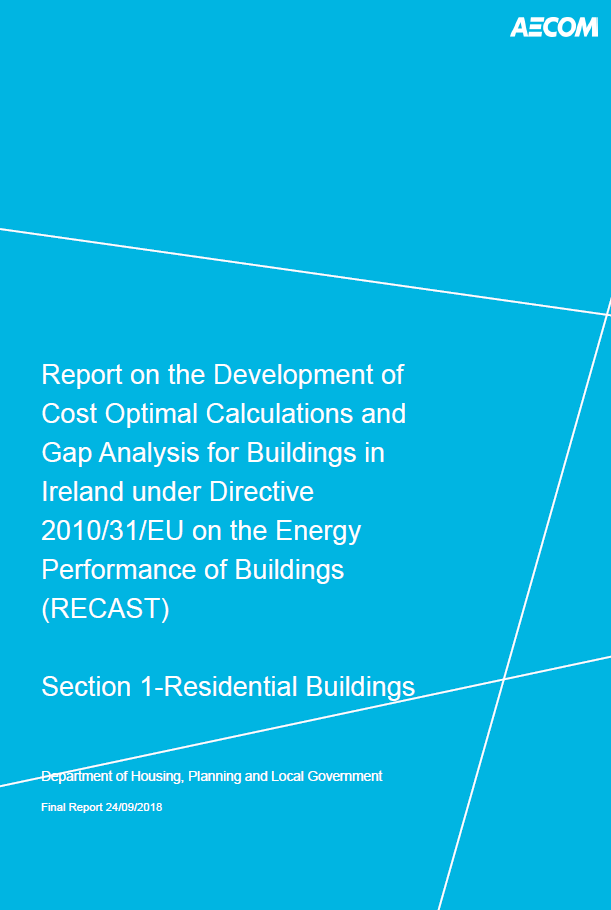 AECOM
Report on the Development of
Cost Optimal Calculations and
Gap Analysis for Buildings in
Ireland under Directive
2010/31/EU on the Energy
Performance of Buildings
(RECAST)
Section 1-Residential Buildings
Department of Housing, Planning and Local Government
Final Report 24/09/2018